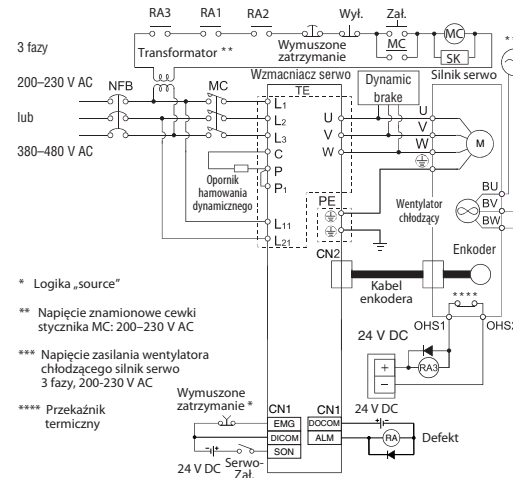 RA3 RA1 RA2 Wył. Zał.
MC
MC
SK
3 fazy
Transformator **
Wymuszone
zatrzymanie
200–230 V AC
NFB
MC
Wzmacniacz serwo
TE
Dynamic
brake
Silnik serwo
**
lub
380–480 V AC
L1
L2
L3
C
P
P1
L11
L21
U
V
W
U
V
W
M
Opornik
hamowania
dynamicznego
PE
Wentylator
chłodzący
BU
BV
BW
CN2
Kabel
enkodera
Enkoder
****
OHS1
OHS2
* Logika „source”
** Napięcie znamionowe cewki
stycznika MC: 200–230 V AC
*** Napięcie zasilania wentylatora
chłodzącego silnik serwo
3 fazy, 200-230 V AC
**** Przekaźnik
termiczny
24 V DC
+
–
RA3
24 V DC
Wymuszone
zatrzymanie *
CN1
EMG
DICOM
SON
CN1
DOCOM
ALM
RA
Defekt
24 V DC
Serwo-
Zał.